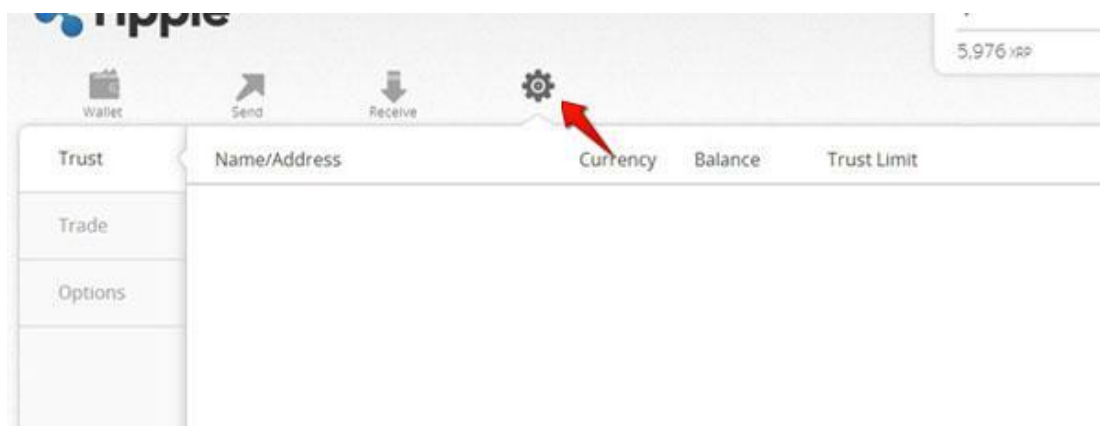 ripple
5,976 XRP
Wallet
Send
Receive
Trust
Name/Address
Currency
Balance
Trust Limit
Trade
Options